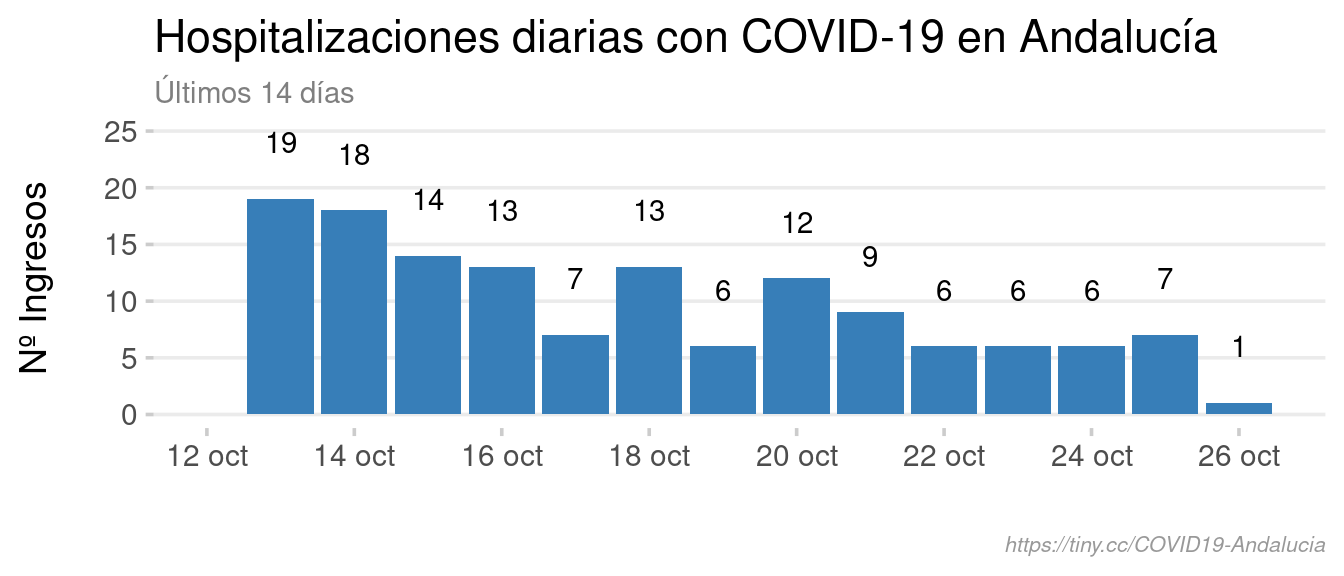 Hospitalizaciones diarias con COVID-19 en Andalucía
Últimos 14 días
Nº Ingresos
25
20
15
10
5
0
19
18
14
13
7
13
6
12
9
6
6
6
7
1
12 oct
14 oct
16 oct
18 oct
20 oct
22 oct
24 oct
26 oct
https://tiny.cc/COVID19-Andalucia